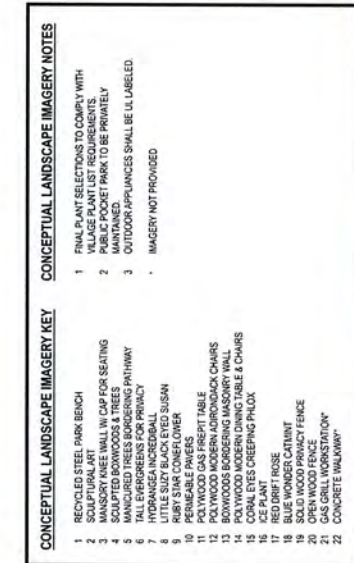 CONCEPTUAL LANDSCAPE IMAGERY KEY
1 RECYCLED STEEL PARK BENCH
2 SCULPTURAL ART
3 MANSORY KNEE WALL W/ CAP FOR SEATING
4 SCULPTED BOXWOODS & TREES
5 MANICURED TREES BORDERING PATHWAY
6 TALL EVERGREENS FOR PRIVACY
7 HYDRANGEA INCREDIBALL
8 LITTLE SUZY BLACK EYED SUSAN
9 RUBY STAR CONEFLOWER
10 PERMEABLE PAVERS
11 POLYWOOD GAS FIREPIT TABLE
12 POLYWOOD MODERN ADIRONDACK CHAIRS
13 BOXWOODS BORDERING MASONRY WALL
14 POLYWOOD MORTERN DINING TABLE & CHAIRS
15 CORAL EYES CREEPING PHLOX
16 ICE PLANT
17 RED DRIFT ROSE
18 BLUE WONDER CATMINT
19 SOLID WOOD PRIVACY FENCE
20 OPEN WOOD FENCE
21 GAS GRILL WORKSTATION*
22 CONCRETE WALKWAY*
CONCEPTUAL LANDSCAPE IMAGERY NOTES
1 FINAL PLANT SELECTIONS TO COMPLY WITH
VILLAGE PLANT LIST REQUIREMENTS.
2 PUBLIC POCKET PARK TO BE PRIVATELY
MAINTAINED.
3 OUTDOOR APPLIANCES SHALL BE UL LABELED.
* IMAGERY NOT PROVIDED